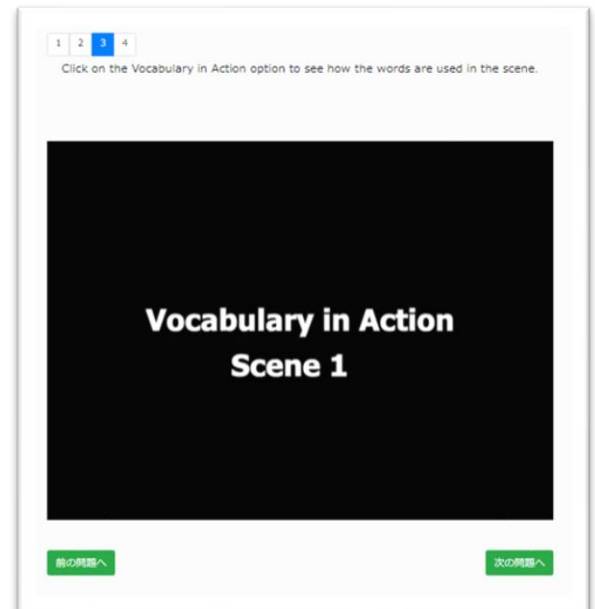 1 2 3 4
Click on the Vocabulary in Action option to see how the words are used in the scene.
Vocabulary in Action
Scene 1
前の問題へ 次の問題へ